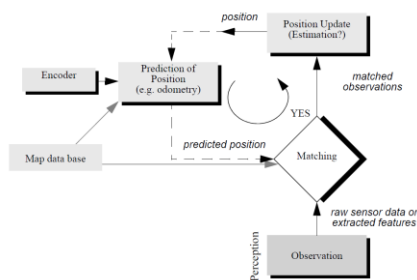 position
Position Update
(Estimation?)
Encoder
Prediction of
Position
(e.g. odometry)
matched
observations
YES
predicted position
Map data base
Matching
raw sensor data or
extracted features
Perception
Observation